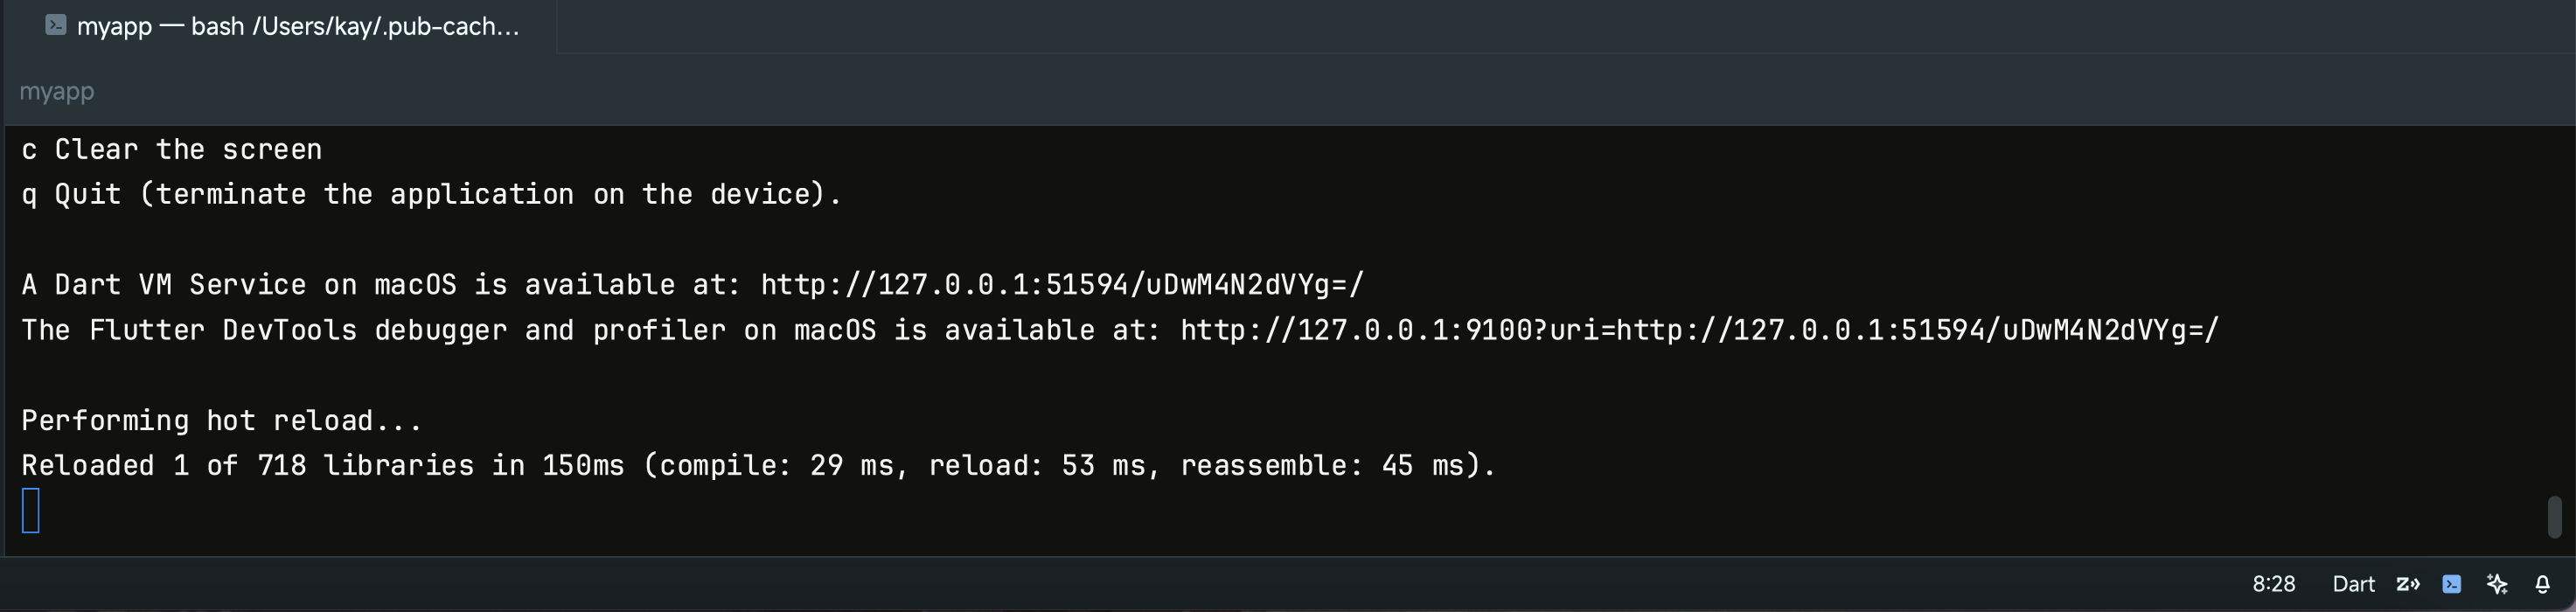 myapp — bash /Users/kay/.pub-cach...
myapp
c Clear the screen
q Quit (terminate the application on the device).
A Dart VM Service on macOS is available at: http://127.0.0.1:51594/uDwM4N2dVYg=/
The Flutter DevTools debugger and profiler on macOS is available at: http://127.0.0.1:9100?uri=http://127.0.0.1:51594/uDwM4N2dVYg=/
Performing hot reload...
Reloaded 1 of 718 libraries in 150ms (compile: 29 ms, reload: 53 ms, reassemble: 45 ms).
8:28 Dart